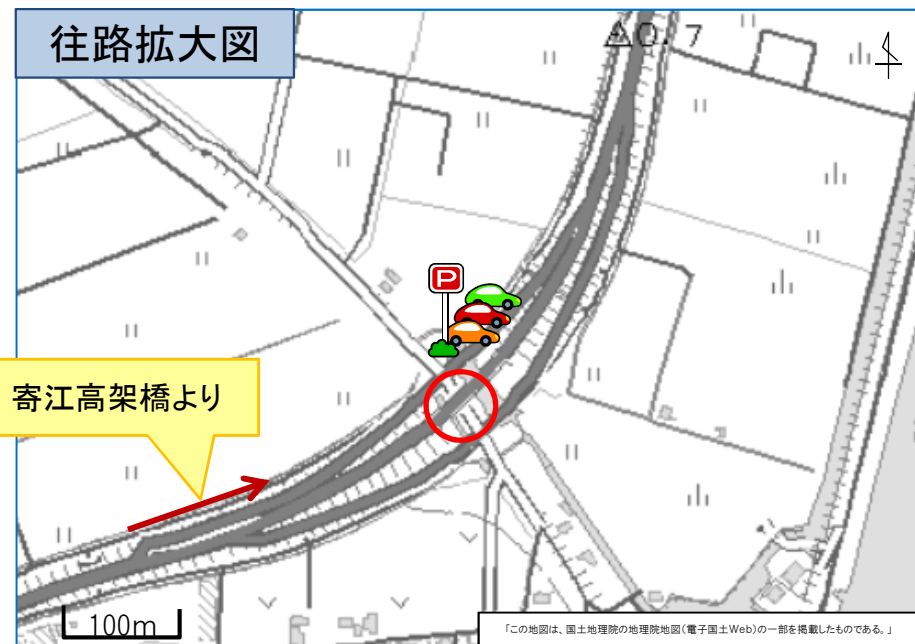 往路拡大図
0.7
P
寄江高架橋より
100m
「この地図は、国土地理院の地理院地図(電子国土Web)の一部を掲載したものである。」